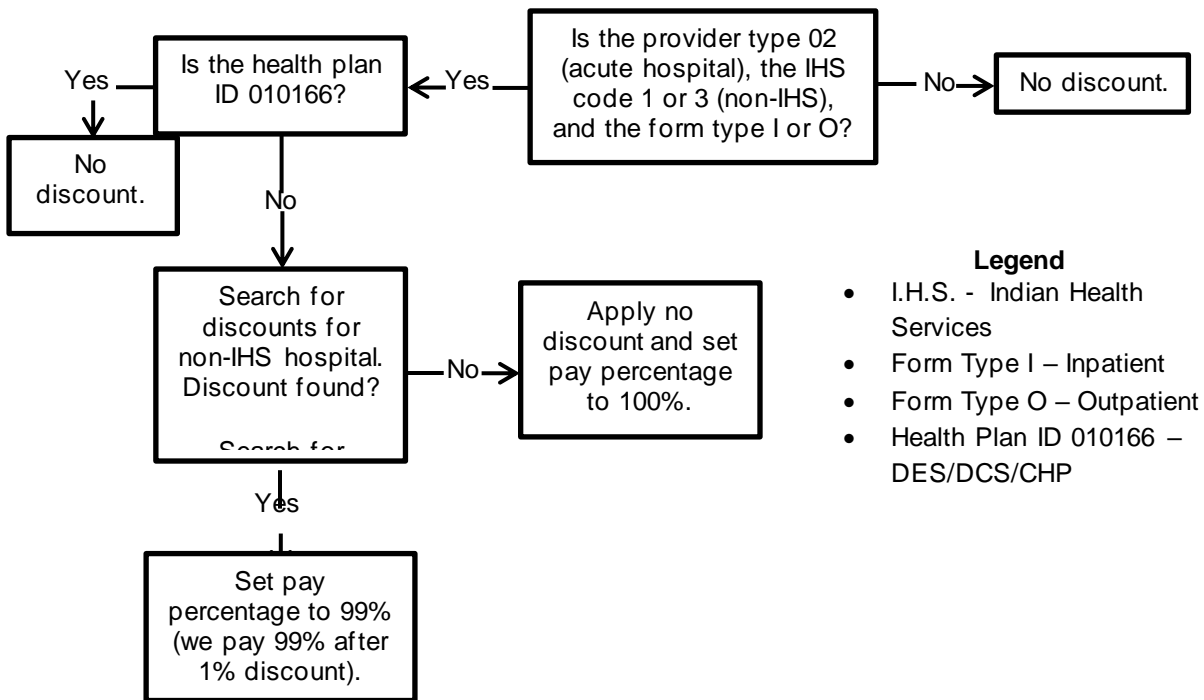 Is the provider type 02
(acute hospital), the IHS
code 1 or 3 (non-IHS),
and the form type I or O?
No
No discount.
Yes
Is the health plan
ID 010166?
Yes
No
discount.
No
Search for
discounts for
non-IHS hospital.
Discount found?
Search for
No
Apply no
discount and set
pay percentage
to 100%.
Yes
Set pay
percentage to 99%
(we pay 99% after
1% discount).
Legend
• I.H.S. - Indian Health
Services
• Form Type I – Inpatient
• Form Type O – Outpatient
• Health Plan ID 010166 –
DES/DCS/CHP